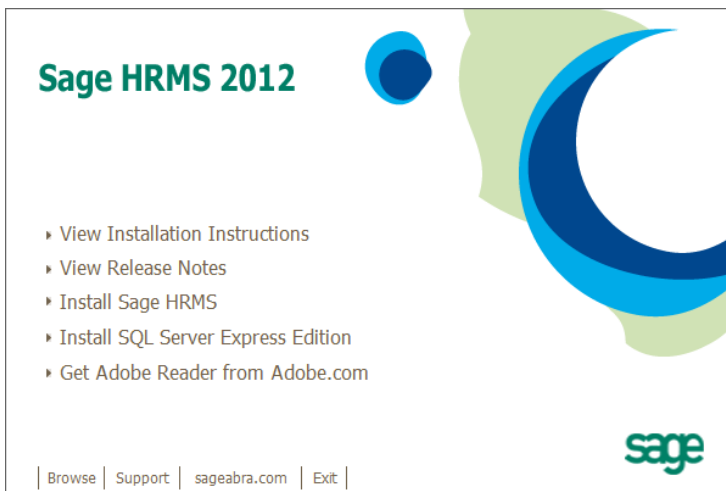 Sage HRMS 2012
View Installation Instructions
View Release Notes
Install Sage HRMS
Install SQL Server Express Edition
Get Adobe Reader from Adobe.com
sage
Browse | Support | sageabra.com | Exit